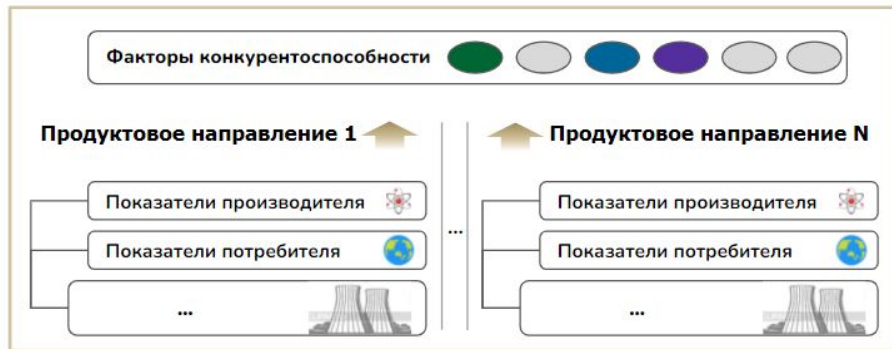 Факторы конкурентоспособности
Продуктовое направление 1
Продуктовое направление N
Показатели производителя
Показатели производителя
...
Показатели потребителя
Показатели потребителя
...
...